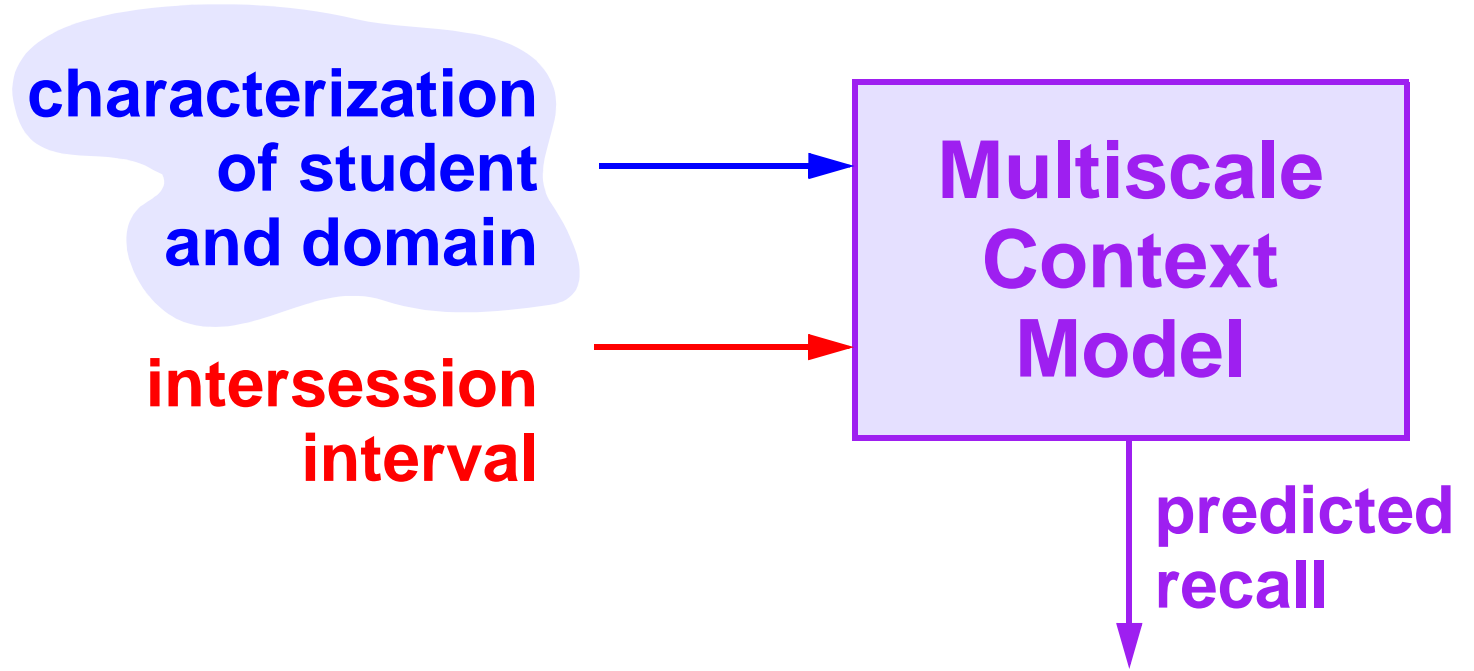 characterization
of student
and domain
intersession
interval
Multiscale
Context
Model
predicted
recall